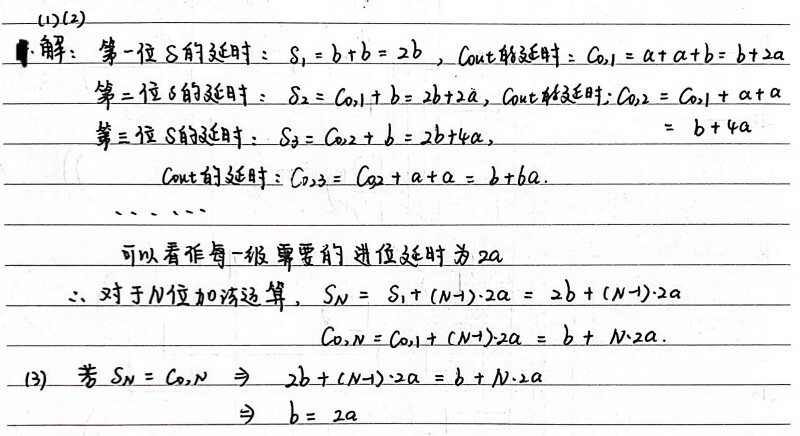 (1)(2)
解: 第一位S的延时: S₁ = b+b = 2b , Cout的延时: C₀,₁ = a+a+b = b+2a
第二位S的延时: S₂ = C₀,₁ + b = 2b+2a, Cout的延时: C₀,₂ = C₀,₁ + a+a
= b+4a
第三位S的延时: S₃ = C₀,₂ + b = 2b+4a,
Cout的延时: C₀,₃ = C₀,₂ + a+a = b+6a.
······
可以看作每一级需要的进位延时为2a
∴ 对于N位加法运算, S_N = S₁ + (N-1)·2a = 2b + (N-1)·2a
C₀,N = C₀,₁ + (N-1)·2a = b + N·2a.
(3) 若 S_N = C₀,N ⇒ 2b + (N-1)·2a = b + N·2a
⇒ b = 2a